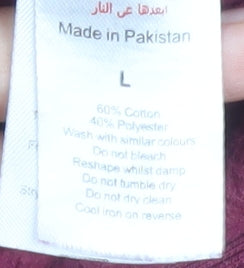 ابعدها عن النار
Made in Pakistan
L
60% Cotton
40% Polyester
Wash with similar colours
Do not bleach
Reshape whilst damp
Do not tumble dry
Do not dry clean
Cool iron on reverse